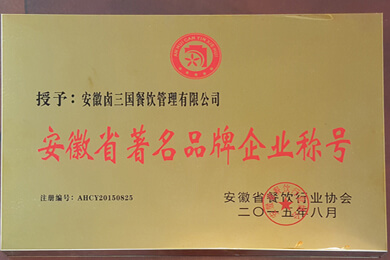 授予：安徽卤三国餐饮管理有限公司
安徽省著名品牌企业称号
注册编号：AHCY20150825
安徽省餐饮行业协会
二〇一五年八月